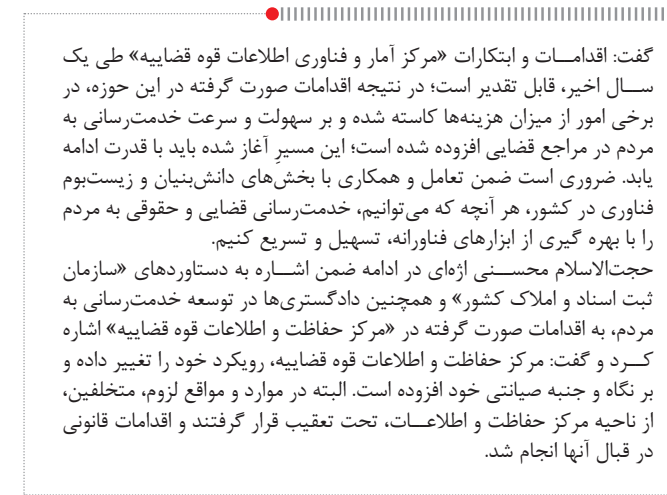 گفت: اقدامات و ابتکارات «مرکز آمار و فناوری اطلاعات قوه قضاییه» طی یک
سال اخیر، قابل تقدیر است؛ در نتیجه اقدامات صورت گرفته در این حوزه، در
برخی امور از میزان هزینه‌ها کاسته شده و بر سهولت و سرعت خدمت‌رسانی به
مردم در مراجع قضایی افزوده شده است؛ این مسیرِ آغاز شده باید با قدرت ادامه
یابد. ضروری است ضمن تعامل و همکاری با بخش‌های دانش‌بنیان و زیست‌بوم
فناوری در کشور، هر آنچه که می‌توانیم، خدمت‌رسانی قضایی و حقوقی به مردم
را با بهره گیری از ابزارهای فناورانه، تسهیل و تسریع کنیم.
حجت‌الاسلام محسنی اژه‌ای در ادامه ضمن اشاره به دستاوردهای «سازمان
ثبت اسناد و املاک کشور» و همچنین دادگستری‌ها در توسعه خدمت‌رسانی به
مردم، به اقدامات صورت گرفته در «مرکز حفاظت و اطلاعات قوه قضاییه» اشاره
کرد و گفت: مرکز حفاظت و اطلاعات قوه قضاییه، رویکرد خود را تغییر داده و
بر نگاه و جنبه صیانتی خود افزوده است. البته در موارد و مواقع لزوم، متخلفین،
از ناحیه مرکز حفاظت و اطلاعات، تحت تعقیب قرار گرفتند و اقدامات قانونی
در قبال آنها انجام شد.